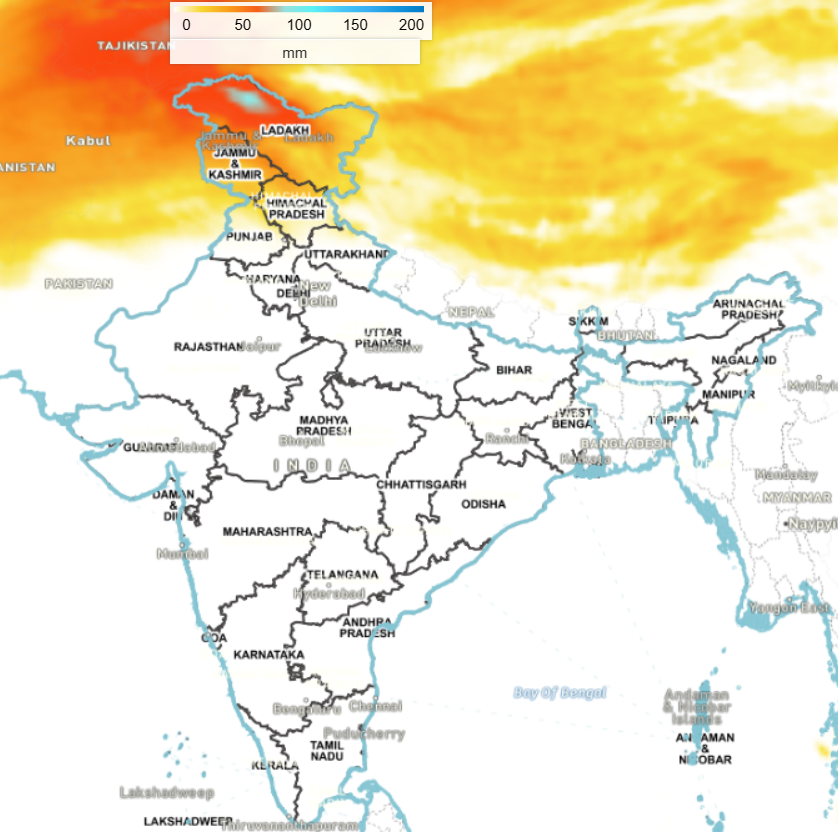 0 50 100 150 200
mm
TAJIKISTAN
Kabul
LADAKH
Ladakh
Jammu &
Kashmir
JAMMU
&
KASHMIR
HIMACHAL
PRADESH
PUNJAB
UTTARAKHAND
HARYANA
DELHI
New
Delhi
PAKISTAN
NEPAL
SIKKIM
BHUTAN
ARUNACHAL
PRADESH
RAJASTHAN
Jaipur
UTTAR
PRADESH
Lucknow
BIHAR
NAGALAND
MANIPUR
TRIPURA
MADHYA
PRADESH
Bhopal
INDIA
Ranchi
WEST
BENGAL
BANGLADESH
Kolkata
GUJARAT
Ahmedabad
CHHATTISGARH
ODISHA
Mandalay
MYANMAR
DAMAN
&
DIU
MAHARASHTRA
Mumbai
TELANGANA
Hyderabad
Yangon East
GOA
KARNATAKA
ANDHRA
PRADESH
Bay Of Bengal
Andaman
& Nicobar
Islands
ANDAMAN
&
NICOBAR
Bengaluru
Chennai
Puducherry
TAMIL
NADU
KERALA
Lakshadweep
LAKSHADWEEP
Thiruvananthapuram